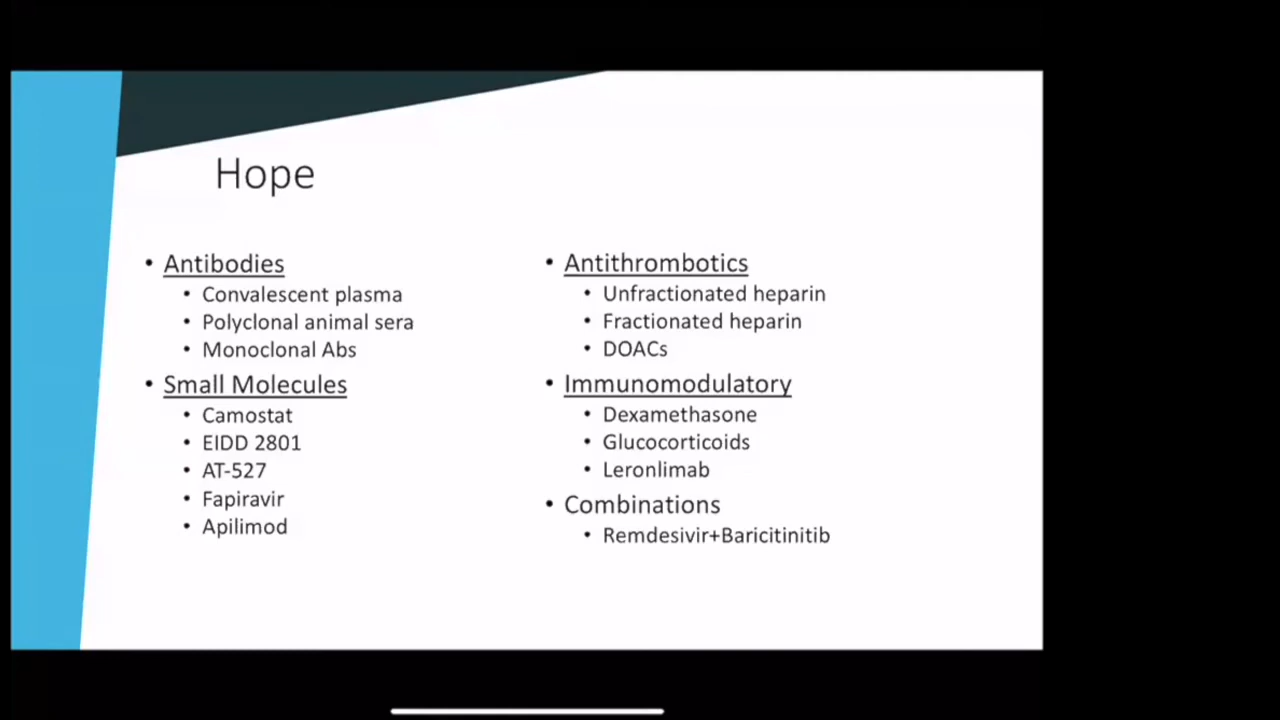 Hope
• Antibodies
• Convalescent plasma
• Polyclonal animal sera
• Monoclonal Abs
• Small Molecules
• Camostat
• EIDD 2801
• AT-527
• Fapiravir
• Apilimod
• Antithrombotics
• Unfractionated heparin
• Fractionated heparin
• DOACs
• Immunomodulatory
• Dexamethasone
• Glucocorticoids
• Leronlimab
• Combinations
• Remdesivir+Baricitinitib